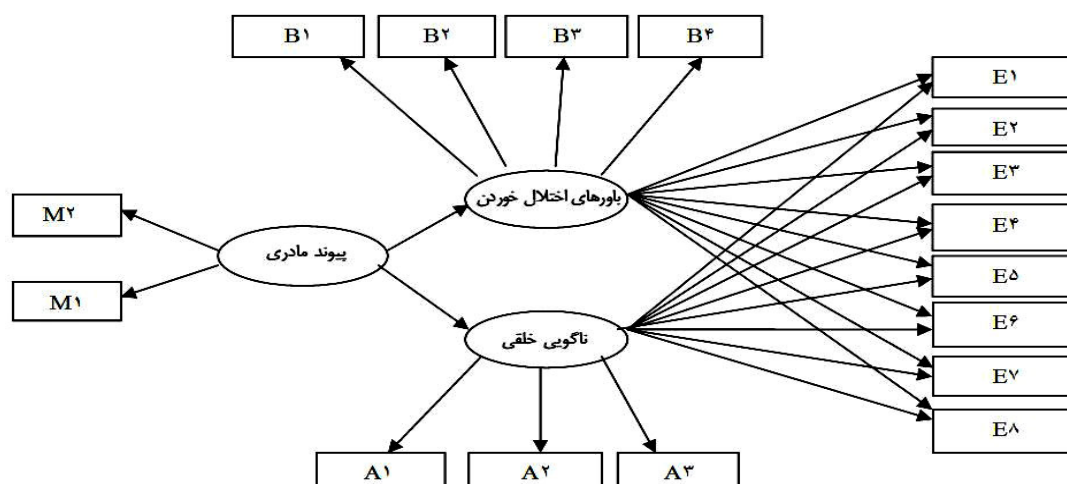 B۱
B۲
B۳
B۴
E۱
E۲
E۳
E۴
E۵
E۶
E۷
E۸
باورهای اختلال خوردن
M۲
پیوند مادری
M۱
ناگویی خلقی
A۱
A۲
A۳